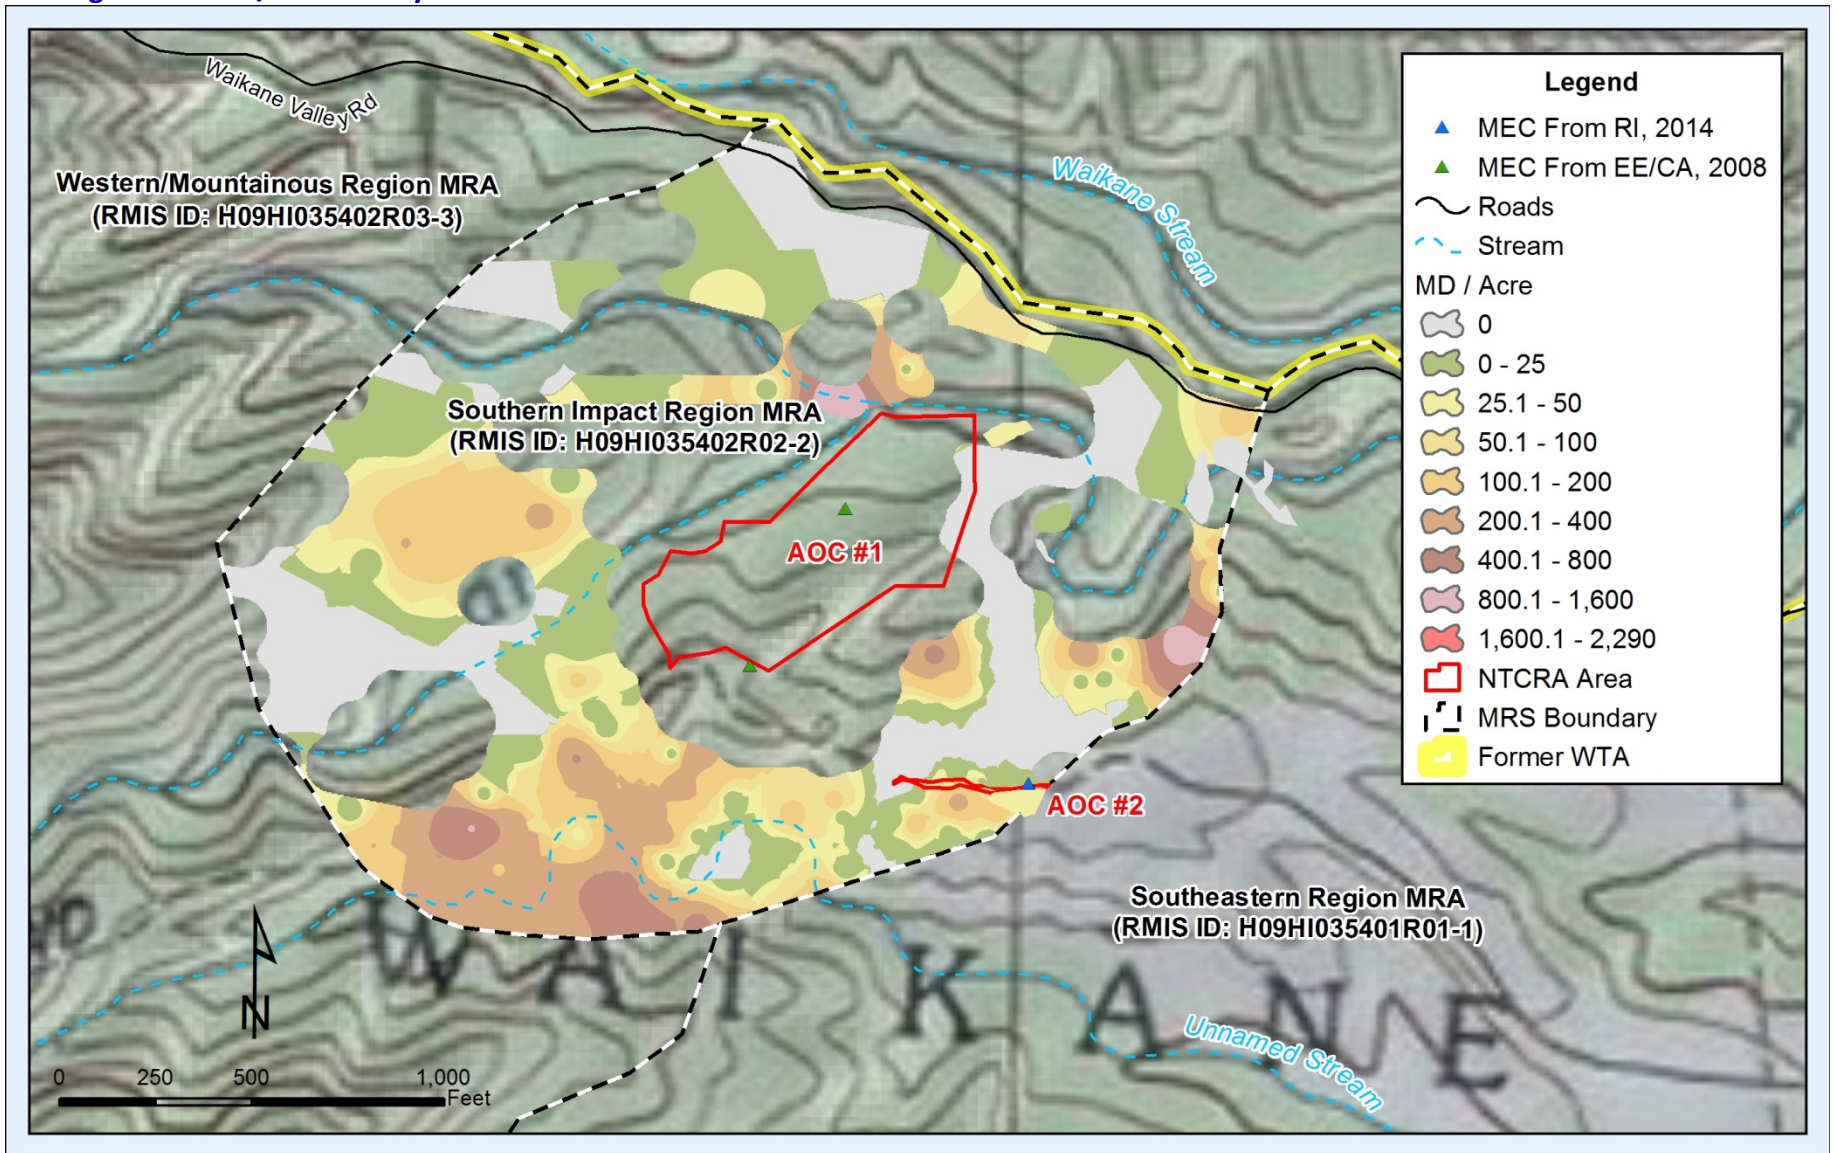 Waikane Valley Rd
Western/Mountainous Region MRA
(RMIS ID: H09HI035402R03-3)
Waikane Stream
Southern Impact Region MRA
(RMIS ID: H09HI035402R02-2)
AOC #1
AOC #2
Southeastern Region MRA
(RMIS ID: H09HI035401R01-1)
WAIKANE
Unnamed Stream
N
0 250 500 1,000
Feet
Legend
MEC From RI, 2014
MEC From EE/CA, 2008
Roads
Stream
MD / Acre
0
0 - 25
25.1 - 50
50.1 - 100
100.1 - 200
200.1 - 400
400.1 - 800
800.1 - 1,600
1,600.1 - 2,290
NTCRA Area
MRS Boundary
Former WTA